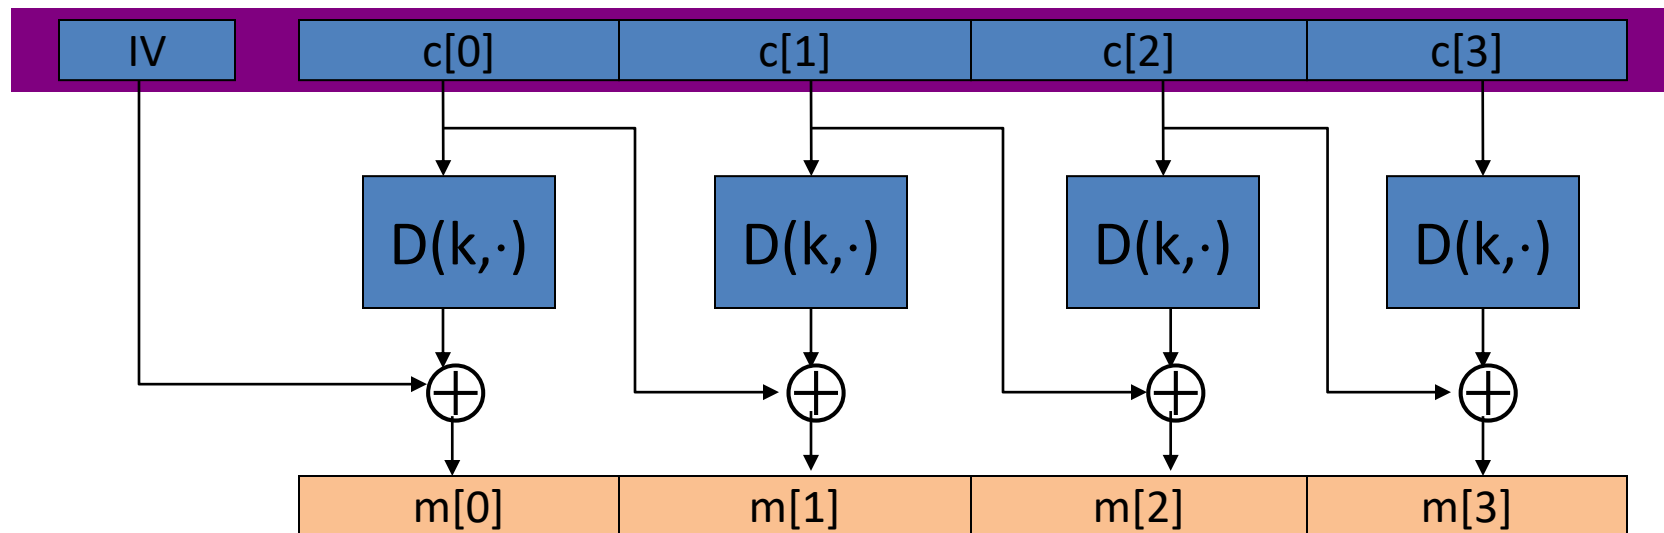 IV c[0] c[1] c[2] c[3]
D(k,·) D(k,·) D(k,·) D(k,·)
m[0] m[1] m[2] m[3]